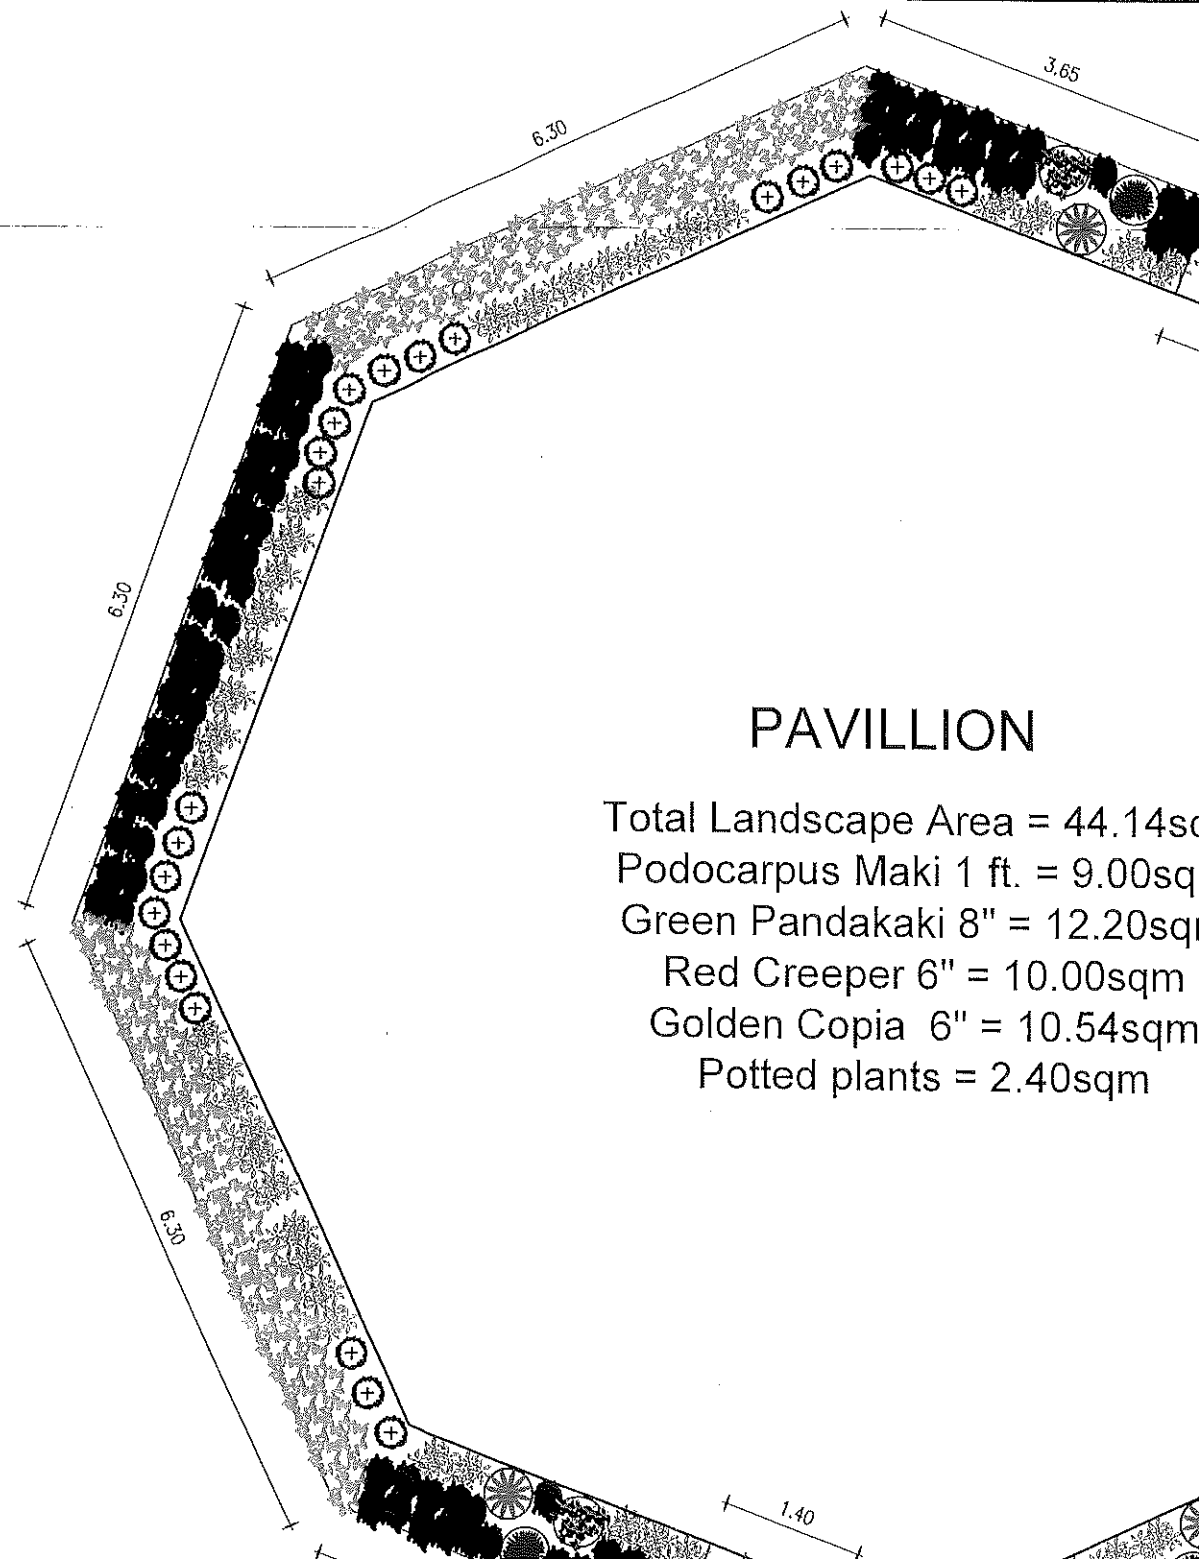 3.65
6.30
6.30
PAVILLION
Total Landscape Area = 44.14sq
Podocarpus Maki 1 ft. = 9.00sq
Green Pandakaki 8" = 12.20sqm
Red Creeper 6" = 10.00sqm
Golden Copia 6" = 10.54sqm
Potted plants = 2.40sqm
6.30
1.40